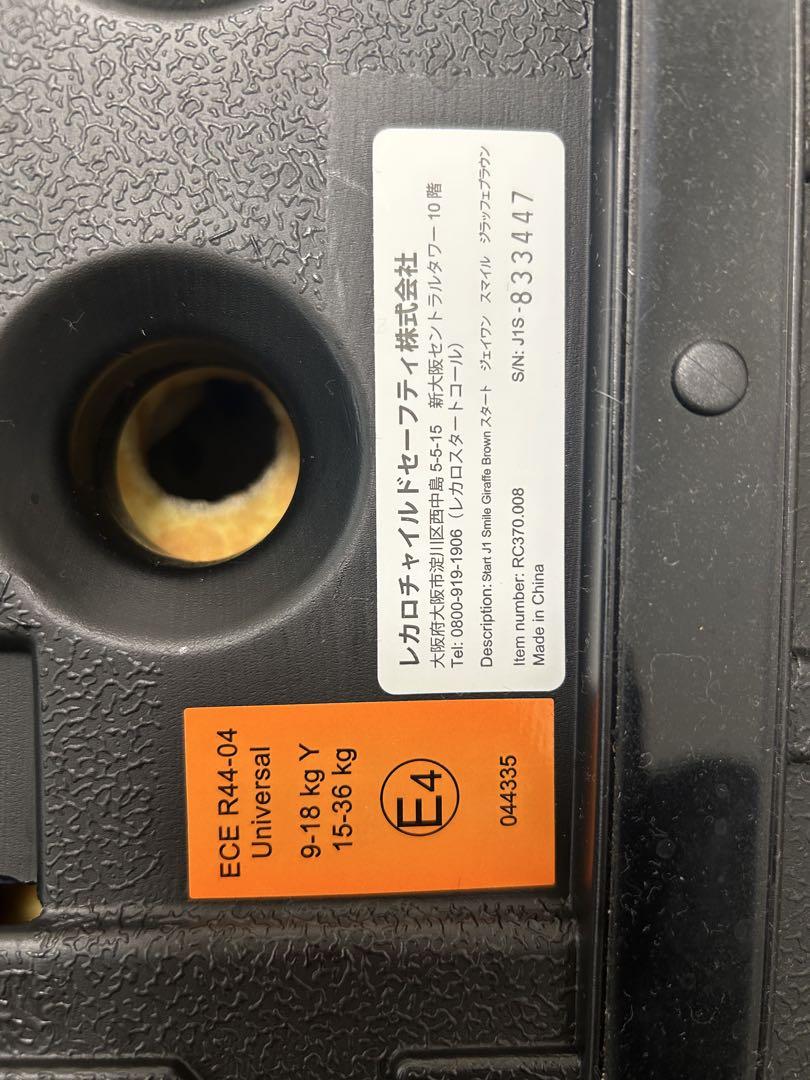 レカロチャイルドセーフティ株式会社
大阪府大阪市淀川区西中島 5-5-15 新大阪セントラルタワー 10 階
Tel: 0800-919-1906（レカロスタートコール）
Description: Start J1 Smile Giraffe Brown スタート ジェイワン スマイル ジラッフェブラウン
Item number: RC370.008 S/N: J1S-833447
Made in China
ECE R44-04
Universal
9-18 kg Y
15-36 kg
E4
044335